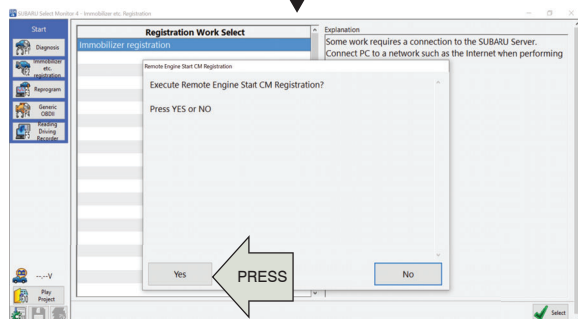 SUBARU Select Monitor 4 - Immobilizer etc. Registration
Start
Diagnosis
Immobilizer
etc.
registration
Reprogram
Generic
OBDII
Reading
Driving
Recorder
--.--V
Play
Project
Registration Work Select
Immobilizer registration
Explanation
Some work requires a connection to the SUBARU Server.
Connect PC to a network such as the Internet when performing
Remote Engine Start CM Registration
Execute Remote Engine Start CM Registration?
Press YES or NO
Yes
PRESS
No
Select